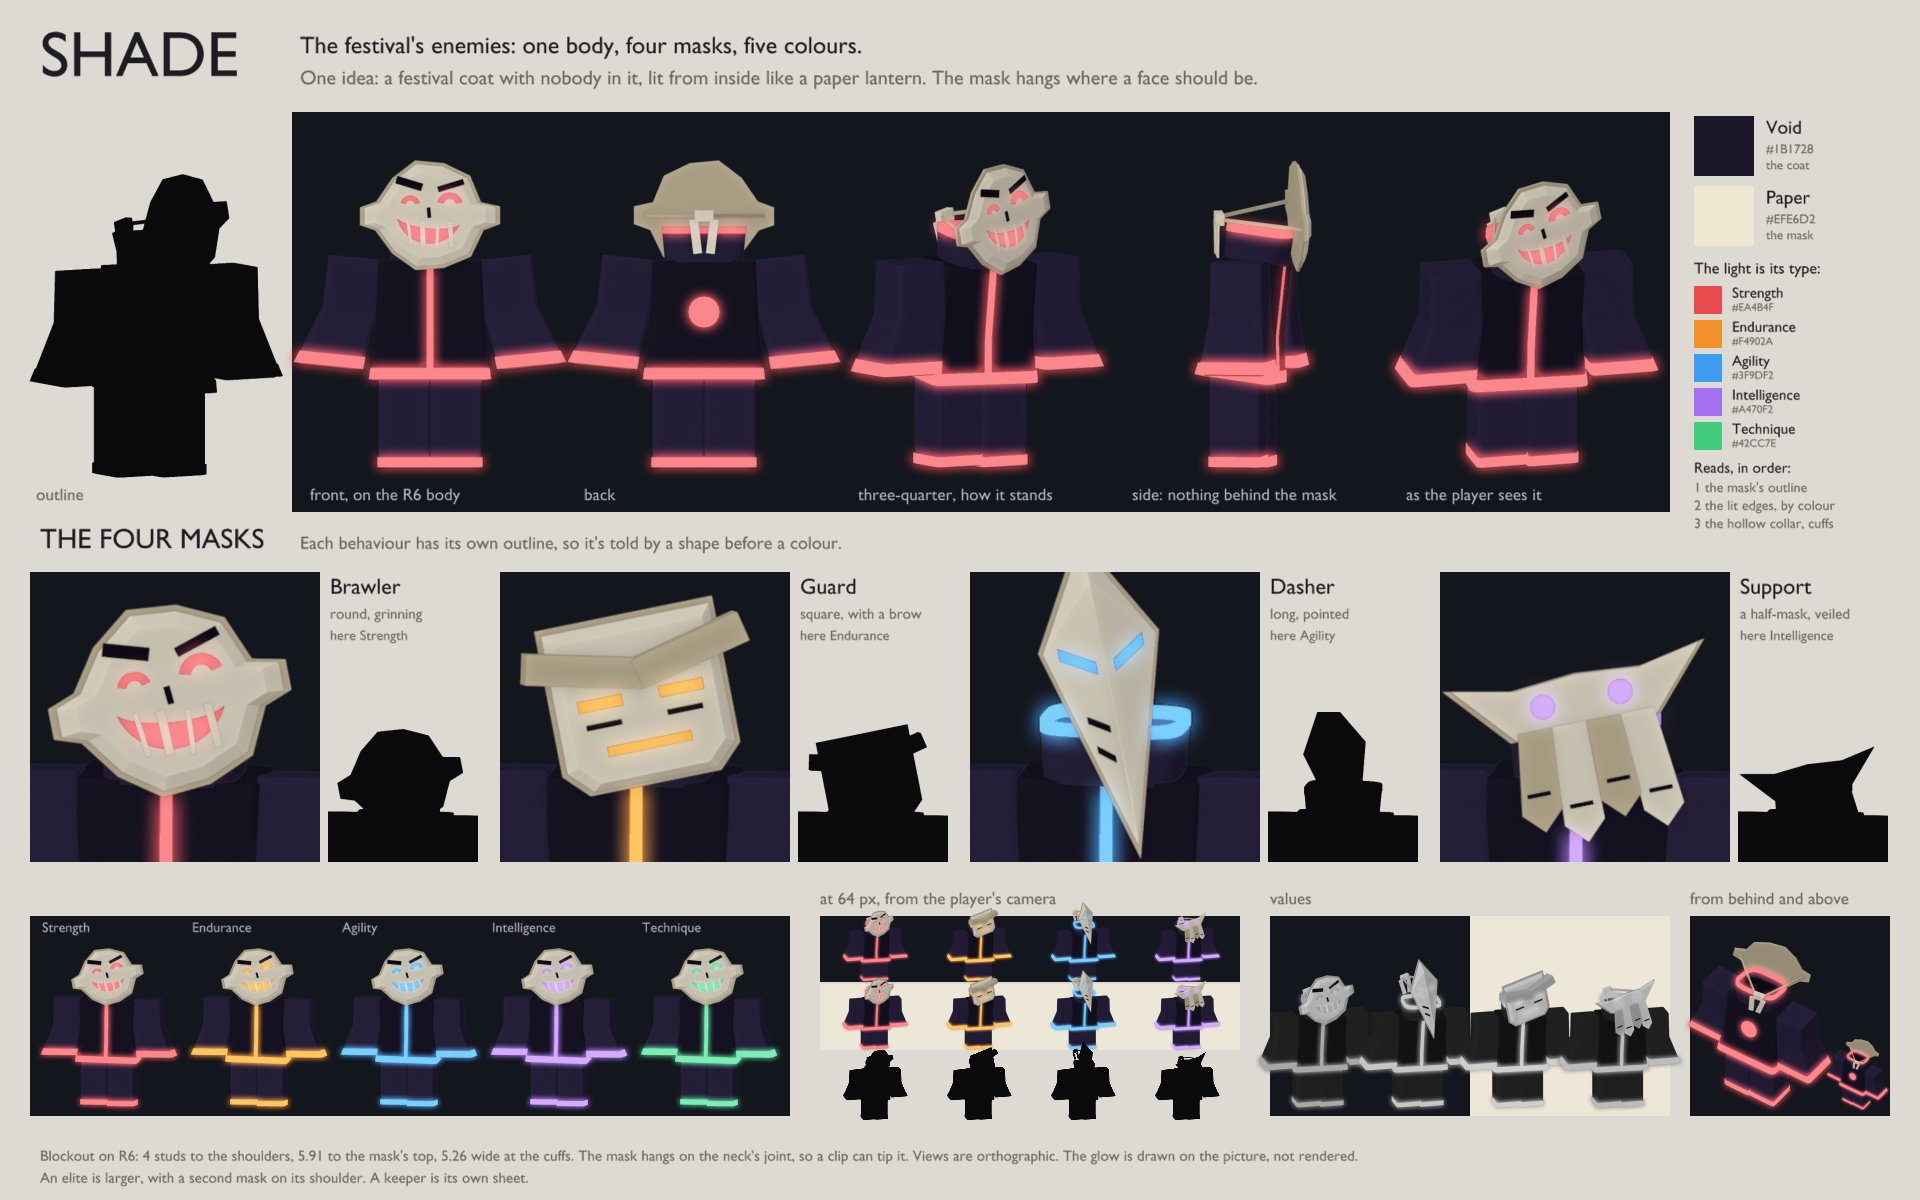 SHADE
The festival's enemies: one body, four masks, five colours.
One idea: a festival coat with nobody in it, lit from inside like a paper lantern. The mask hangs where a face should be.
outline
front, on the R6 body
back
three-quarter, how it stands
side: nothing behind the mask
as the player sees it
Void
#1B1728
the coat
Paper
#EFE6D2
the mask
The light is its type:
Strength
#EA4B4F
Endurance
#F4902A
Agility
#3F9DF2
Intelligence
#A470F2
Technique
#42CC7E
Reads, in order:
1 the mask's outline
2 the lit edges, by colour
3 the hollow collar, cuffs
THE FOUR MASKS
Each behaviour has its own outline, so it's told by a shape before a colour.
Brawler
round, grinning
here Strength
Guard
square, with a brow
here Endurance
Dasher
long, pointed
here Agility
Support
a half-mask, veiled
here Intelligence
Strength
Endurance
Agility
Intelligence
Technique
at 64 px, from the player's camera
values
from behind and above
Blockout on R6: 4 studs to the shoulders, 5.91 to the mask's top, 5.26 wide at the cuffs. The mask hangs on the neck's joint, so a clip can tip it. Views are orthographic. The glow is drawn on the picture, not rendered.
An elite is larger, with a second mask on its shoulder. A keeper is its own sheet.